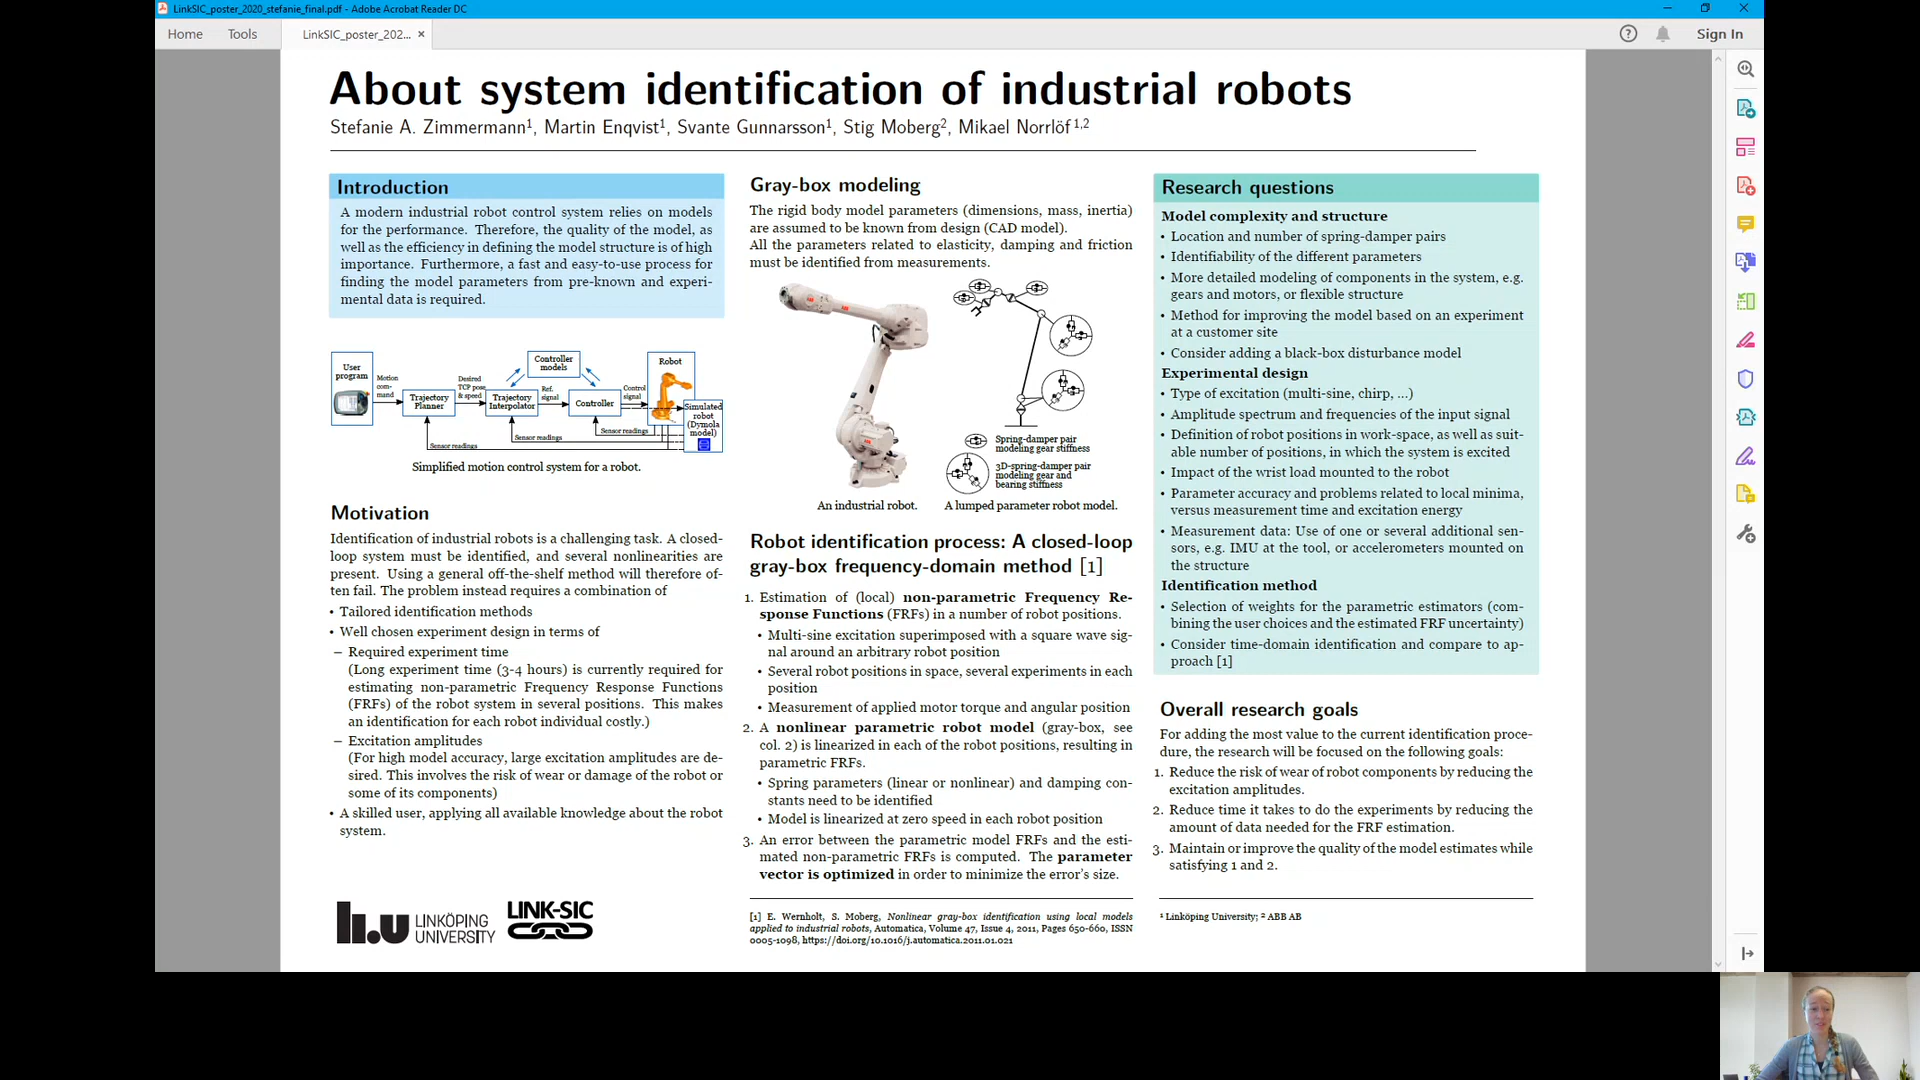 LinkSIC_poster_2020_stefanie_final.pdf - Adobe Acrobat Reader DC
Home
Tools
LinkSIC_poster_202...
Sign In
About system identification of industrial robots
Stefanie A. Zimmermann¹, Martin Enqvist¹, Svante Gunnarsson¹, Stig Moberg², Mikael Norrlöf¹,²
Introduction
A modern industrial robot control system relies on models
for the performance. Therefore, the quality of the model, as
well as the efficiency in defining the model structure is of high
importance. Furthermore, a fast and easy-to-use process for
finding the model parameters from pre-known and experi-
mental data is required.
User
program
Motion
com-
mand
Trajectory
Planner
Desired
TCP pose
& speed
Trajectory
Interpolator
Controller
models
Ref.
signal
Controller
Control
signal
Robot
Simulated
robot
(Dymola
model)
Sensor readings
Sensor readings
Sensor readings
Simplified motion control system for a robot.
Motivation
Identification of industrial robots is a challenging task. A closed-
loop system must be identified, and several nonlinearities are
present. Using a general off-the-shelf method will therefore of-
ten fail. The problem instead requires a combination of
• Tailored identification methods
• Well chosen experiment design in terms of
– Required experiment time
(Long experiment time (3-4 hours) is currently required for
estimating non-parametric Frequency Response Functions
(FRFs) of the robot system in several positions. This makes
an identification for each robot individual costly.)
– Excitation amplitudes
(For high model accuracy, large excitation amplitudes are de-
sired. This involves the risk of wear or damage of the robot or
some of its components)
• A skilled user, applying all available knowledge about the robot
system.
li.u LINKÖPING
UNIVERSITY
LINK-SIC
Gray-box modeling
The rigid body model parameters (dimensions, mass, inertia)
are assumed to be known from design (CAD model).
All the parameters related to elasticity, damping and friction
must be identified from measurements.
Spring-damper pair
modeling gear stiffness
3D-spring-damper pair
modeling gear and
bearing stiffness
An industrial robot.
A lumped parameter robot model.
Robot identification process: A closed-loop
gray-box frequency-domain method [1]
1. Estimation of (local) non-parametric Frequency Re-
sponse Functions (FRFs) in a number of robot positions.
• Multi-sine excitation superimposed with a square wave sig-
nal around an arbitrary robot position
• Several robot positions in space, several experiments in each
position
• Measurement of applied motor torque and angular position
2. A nonlinear parametric robot model (gray-box, see
col. 2) is linearized in each of the robot positions, resulting in
parametric FRFs.
• Spring parameters (linear or nonlinear) and damping con-
stants need to be identified
• Model is linearized at zero speed in each robot position
3. An error between the parametric model FRFs and the esti-
mated non-parametric FRFs is computed. The parameter
vector is optimized in order to minimize the error's size.
[1] E. Wernholt, S. Moberg, Nonlinear gray-box identification using local models
applied to industrial robots, Automatica, Volume 47, Issue 4, 2011, Pages 650-660, ISSN
0005-1098, https://doi.org/10.1016/j.automatica.2011.01.021
Research questions
Model complexity and structure
• Location and number of spring-damper pairs
• Identifiability of the different parameters
• More detailed modeling of components in the system, e.g.
gears and motors, or flexible structure
• Method for improving the model based on an experiment
at a customer site
• Consider adding a black-box disturbance model
Experimental design
• Type of excitation (multi-sine, chirp, ...)
• Amplitude spectrum and frequencies of the input signal
• Definition of robot positions in work-space, as well as suit-
able number of positions, in which the system is excited
• Impact of the wrist load mounted to the robot
• Parameter accuracy and problems related to local minima,
versus measurement time and excitation energy
• Measurement data: Use of one or several additional sen-
sors, e.g. IMU at the tool, or accelerometers mounted on
the structure
Identification method
• Selection of weights for the parametric estimators (com-
bining the user choices and the estimated FRF uncertainty)
• Consider time-domain identification and compare to ap-
proach [1]
Overall research goals
For adding the most value to the current identification proce-
dure, the research will be focused on the following goals:
1. Reduce the risk of wear of robot components by reducing the
excitation amplitudes.
2. Reduce time it takes to do the experiments by reducing the
amount of data needed for the FRF estimation.
3. Maintain or improve the quality of the model estimates while
satisfying 1 and 2.
¹ Linköping University; ² ABB AB